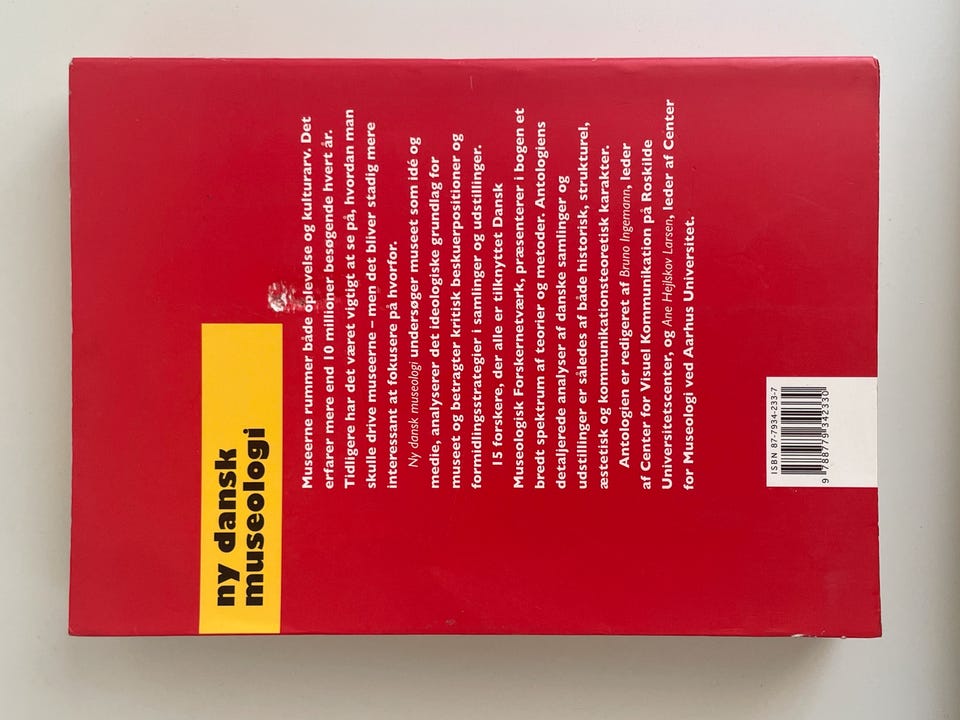 ny dansk
museologi
Museerne rummer både oplevelse og kulturarv. Det
erfarer mere end 10 millioner besøgende hvert år.
Tidligere har det været vigtigt at se på, hvordan man
skulle drive museerne – men det bliver stadig mere
interessant at fokusere på hvorfor.
Ny dansk museologi undersøger museet som idé og
medie, analyserer det ideologiske grundlag for
museet og betragter kritisk beskuerpositioner og
formidlingsstrategier i samlinger og udstillinger.
15 forskere, der alle er tilknyttet Dansk
Museologisk Forskernetværk, præsenterer i bogen et
bredt spektrum af teorier og metoder. Antologiens
detaljerede analyser af danske samlinger og
udstillinger er således af både historisk, strukturel,
æstetisk og kommunikationsteoretisk karakter.
Antologien er redigeret af Bruno Ingemann, leder
af Center for Visuel Kommunikation på Roskilde
Universitetscenter, og Ane Hejlskov Larsen, leder af Center
for Museologi ved Aarhus Universitet.
ISBN 87-7934-233-7
9 788779 342330